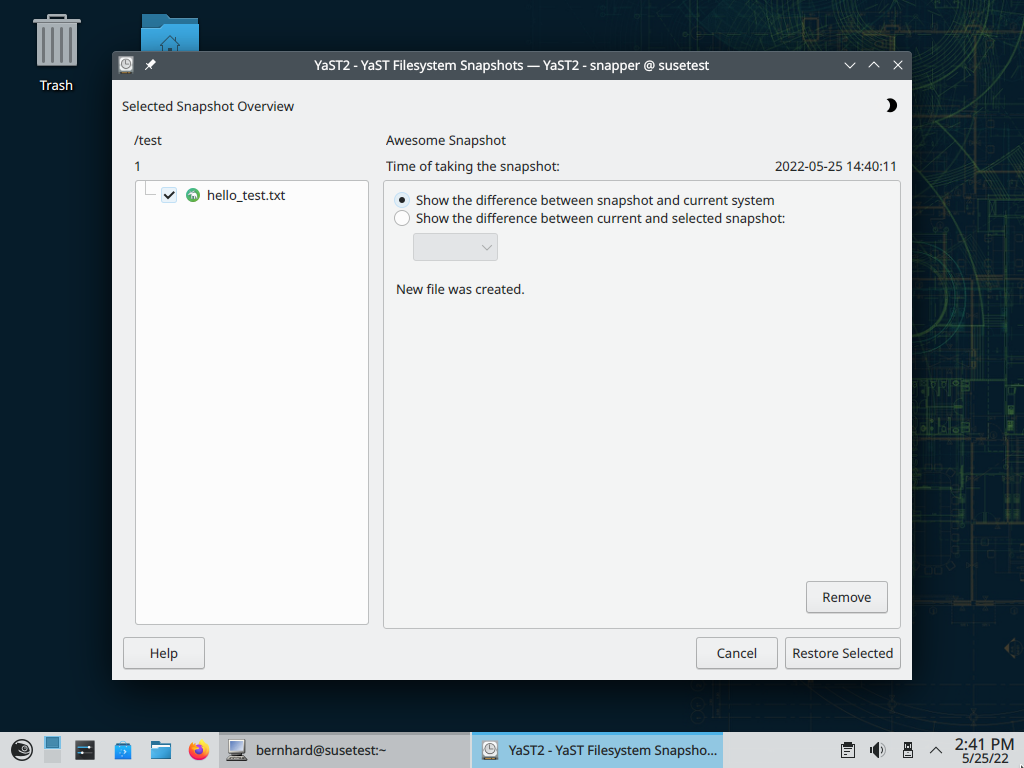 Trash
YaST2 - YaST Filesystem Snapshots — YaST2 - snapper @ susetest
Selected Snapshot Overview
/test
Awesome Snapshot
1
Time of taking the snapshot:
2022-05-25 14:40:11
hello_test.txt
Show the difference between snapshot and current system
Show the difference between current and selected snapshot:
New file was created.
Remove
Help
Cancel
Restore Selected
bernhard@susetest:~
YaST2 - YaST Filesystem Snapsho...
2:41 PM
5/25/22